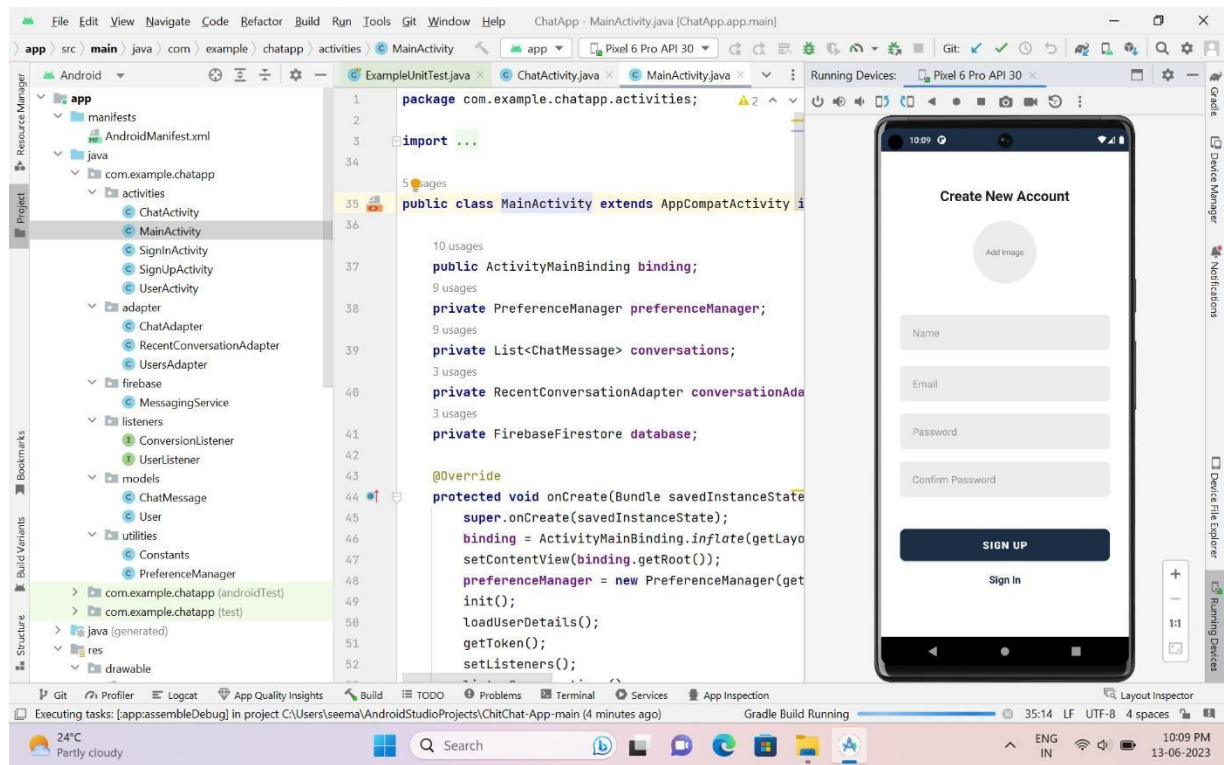 File Edit View Navigate Code Refactor Build Run Tools Git Window Help ChatApp - MainActivity.java [ChatApp.app.main]
app src main java com example chatapp activities MainActivity app Pixel 6 Pro API 30 Git:
Android
ExampleUnitTest.java ChatActivity.java MainActivity.java
Running Devices: Pixel 6 Pro API 30
Resource Manager
Project
Bookmarks
Build Variants
Structure
app
manifests
AndroidManifest.xml
java
com.example.chatapp
activities
ChatActivity
MainActivity
SignInActivity
SignUpActivity
UserActivity
adapter
ChatAdapter
RecentConversationAdapter
UsersAdapter
firebase
MessagingService
listeners
ConversionListener
UserListener
models
ChatMessage
User
utilities
Constants
PreferenceManager
com.example.chatapp (androidTest)
com.example.chatapp (test)
java (generated)
res
drawable
2
1 package com.example.chatapp.activities;
2
3 import ...
34
5 usages
35 public class MainActivity extends AppCompatActivity i
36
10 usages
37 public ActivityMainBinding binding;
9 usages
38 private PreferenceManager preferenceManager;
9 usages
39 private List<ChatMessage> conversations;
3 usages
40 private RecentConversationAdapter conversationAda
3 usages
41 private FirebaseFirestore database;
42
43 @Override
44 protected void onCreate(Bundle savedInstanceState
45 super.onCreate(savedInstanceState);
46 binding = ActivityMainBinding.inflate(getLayo
47 setContentView(binding.getRoot());
48 preferenceManager = new PreferenceManager(get
49 init();
50 loadUserDetails();
51 getToken();
52 setListeners();
10:09
Create New Account
Add Image
Name
Email
Password
Confirm Password
SIGN UP
Sign In
1:1
Gradle
Device Manager
Notifications
Device File Explorer
Running Devices
Git Profiler Logcat App Quality Insights Build TODO Problems Terminal Services App Inspection Layout Inspector
Executing tasks: [:app:assembleDebug] in project C:\Users\seema\AndroidStudioProjects\ChitChat-App-main (4 minutes ago) Gradle Build Running 35:14 LF UTF-8 4 spaces
24°C
Partly cloudy
Search
ENG
IN
10:09 PM
13-06-2023